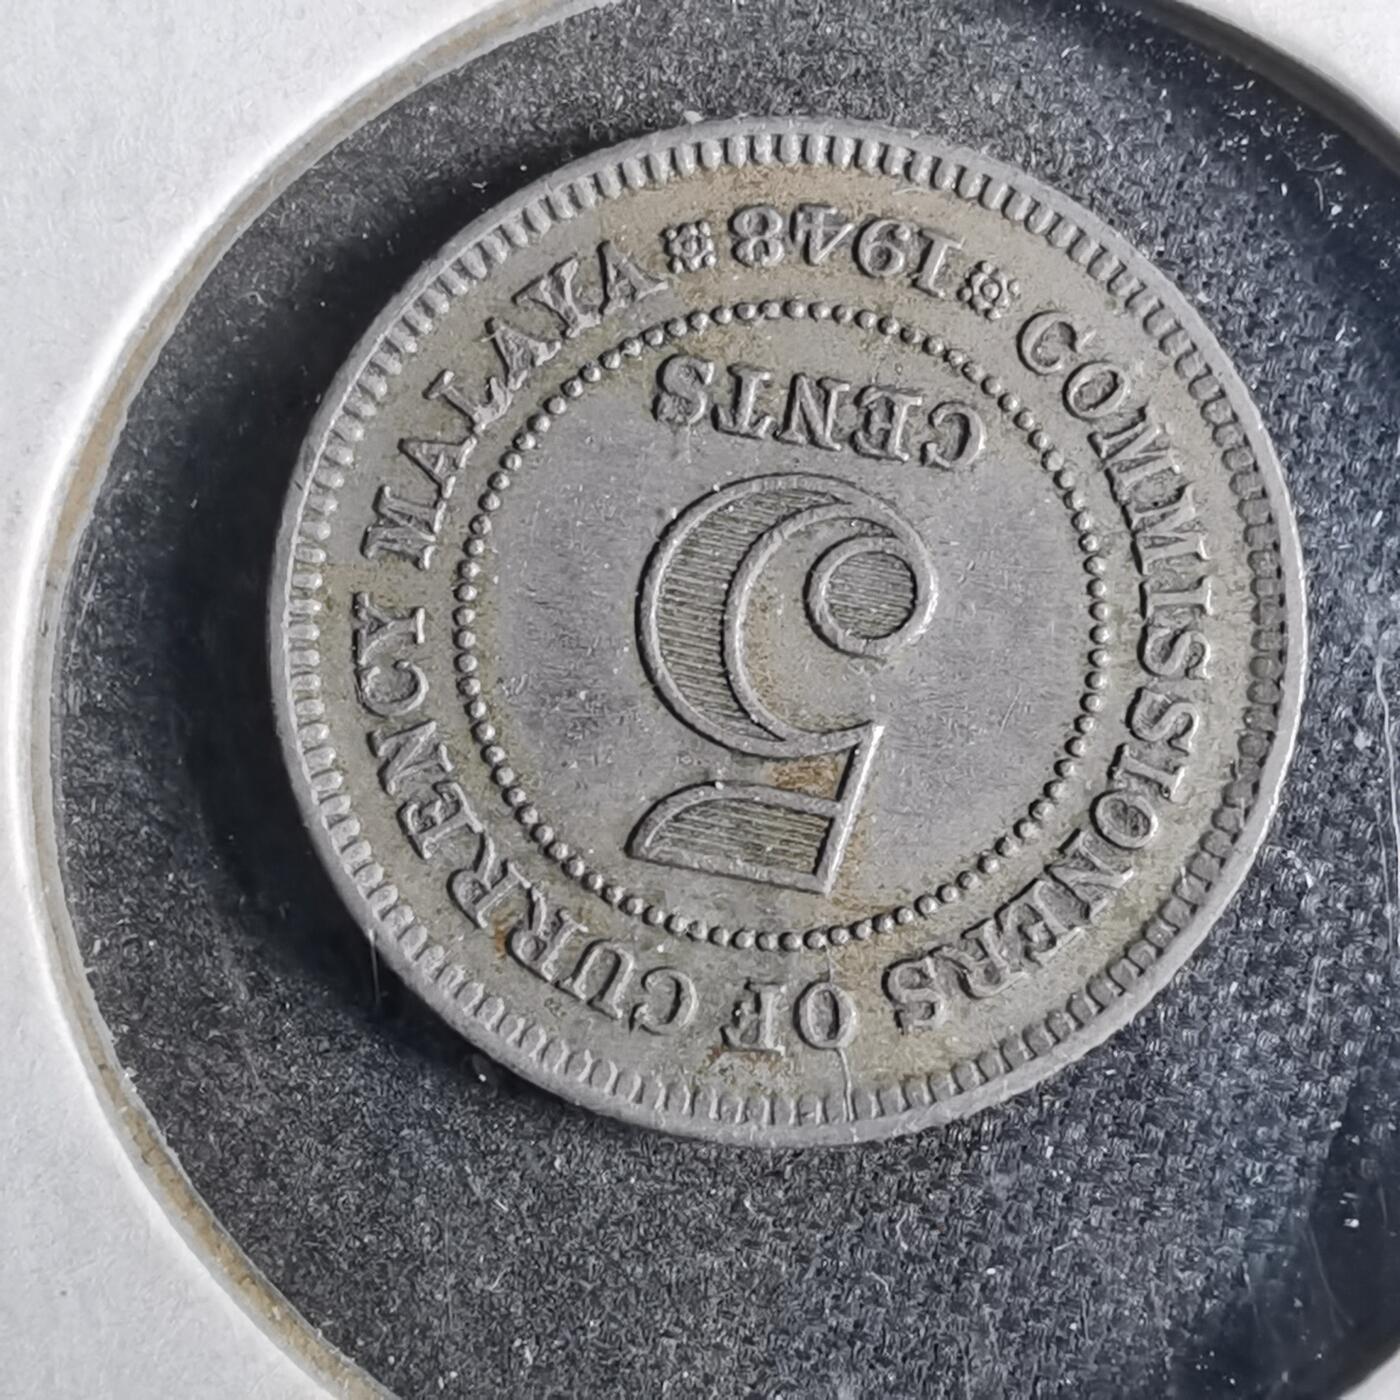 COMMISSIONERS OF CURRENCY MALAYA
1948
5
CENTS